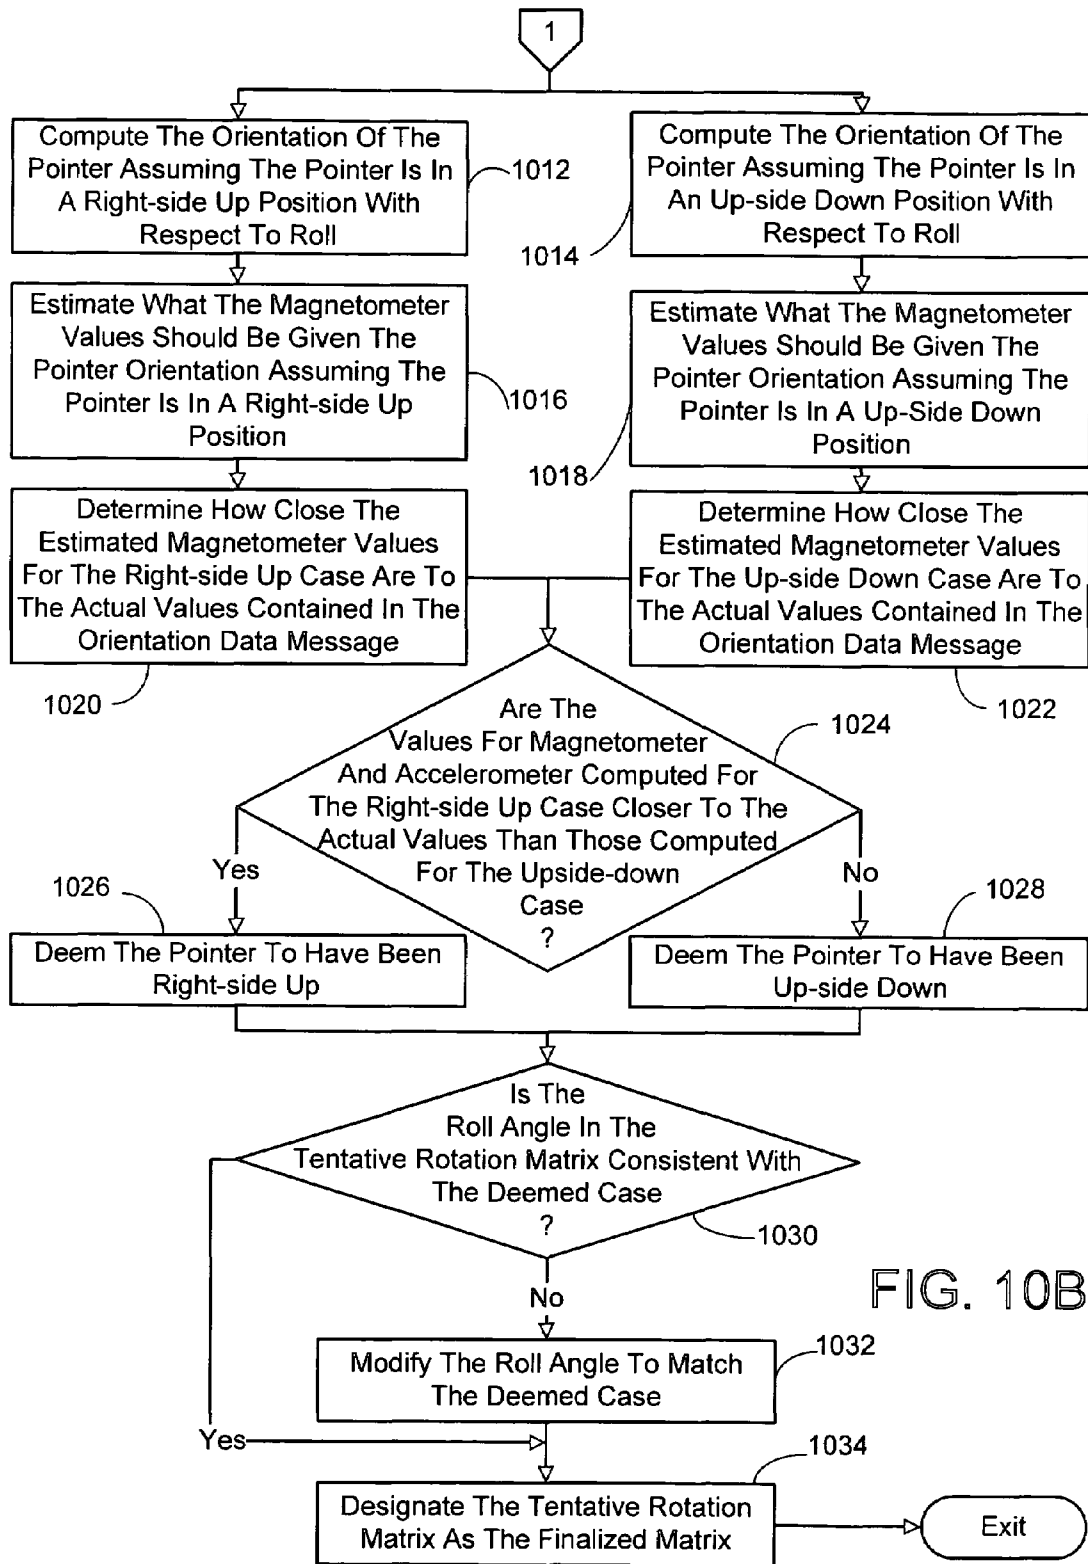 1
Compute The Orientation Of The
Pointer Assuming The Pointer Is In
A Right-side Up Position With
Respect To Roll
1012
Compute The Orientation Of The
Pointer Assuming The Pointer Is In
An Up-side Down Position With
Respect To Roll
1014
Estimate What The Magnetometer
Values Should Be Given The
Pointer Orientation Assuming The
Pointer Is In A Right-side Up
Position
1016
Estimate What The Magnetometer
Values Should Be Given The
Pointer Orientation Assuming The
Pointer Is In A Up-Side Down
Position
1018
Determine How Close The
Estimated Magnetometer Values
For The Right-side Up Case Are To
The Actual Values Contained In The
Orientation Data Message
1020
Determine How Close The
Estimated Magnetometer Values
For The Up-side Down Case Are To
The Actual Values Contained In The
Orientation Data Message
1022
Are The
Values For Magnetometer
And Accelerometer Computed For
The Right-side Up Case Closer To The
Actual Values Than Those Computed
For The Upside-down
Case
?
1024
Yes
No
1026
1028
Deem The Pointer To Have Been
Right-side Up
Deem The Pointer To Have Been
Up-side Down
Is The
Roll Angle In The
Tentative Rotation Matrix Consistent With
The Deemed Case
?
1030
FIG. 10B
No
Modify The Roll Angle To Match
The Deemed Case
1032
Yes
1034
Designate The Tentative Rotation
Matrix As The Finalized Matrix
Exit